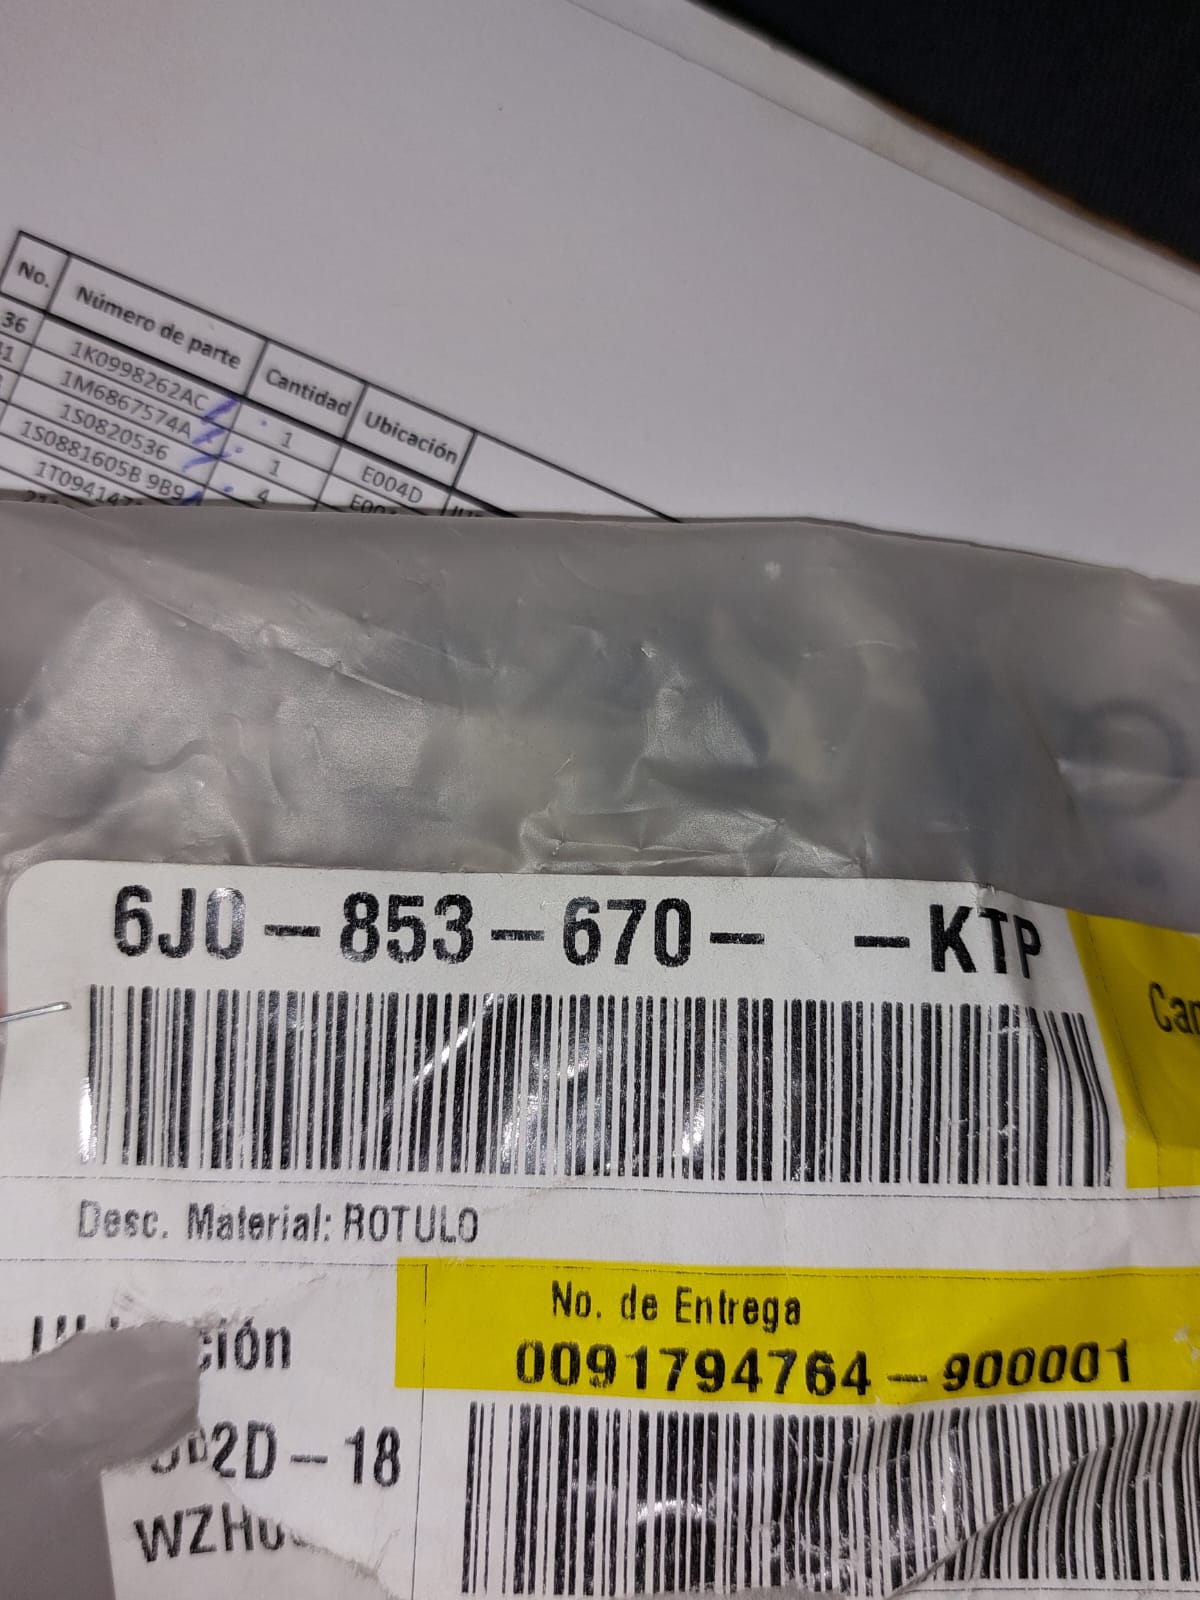 No. Número de parte Cantidad Ubicación
36 1K0998262AC 1 E004D
1M6867574A 1
1S0820536 4
1S0881605B 9B9
6J0-853-670- -KTP
Desc. Material: ROTULO
No. de Entrega
0091794764-900001
2D-18